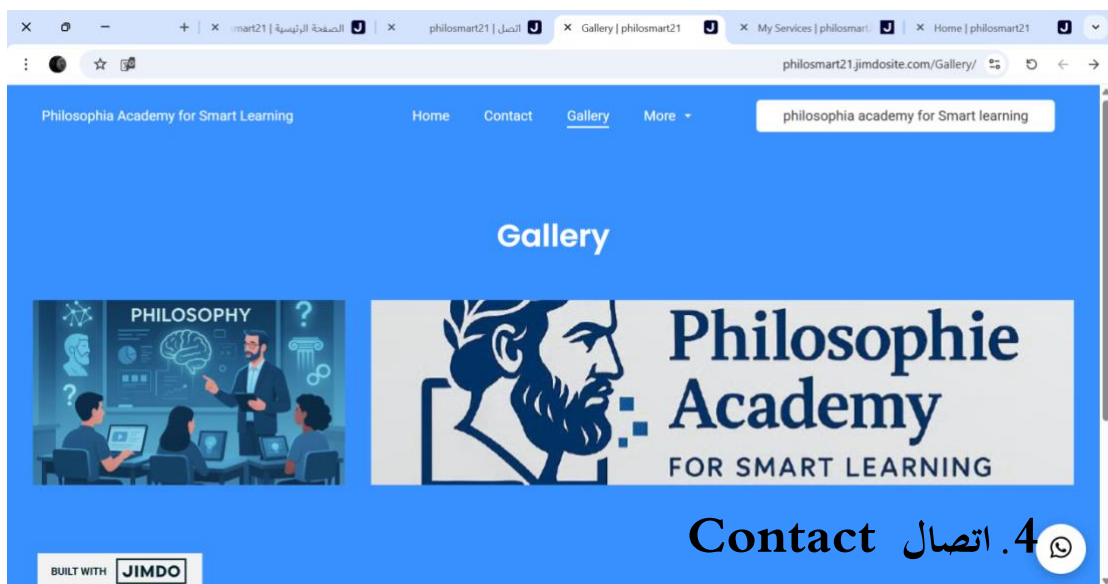 الصفحة الرئيسية | mart21
اتصل | philosmart21
Gallery | philosmart21
My Services | philosmart
Home | philosmart21
philosmart21.jimdosite.com/Gallery/
Philosophia Academy for Smart Learning
Home
Contact
Gallery
More
philosophia academy for Smart learning
Gallery
PHILOSOPHY
?
?
Philosophie
Academy
FOR SMART LEARNING
4. اتصال Contact
BUILT WITH JIMDO